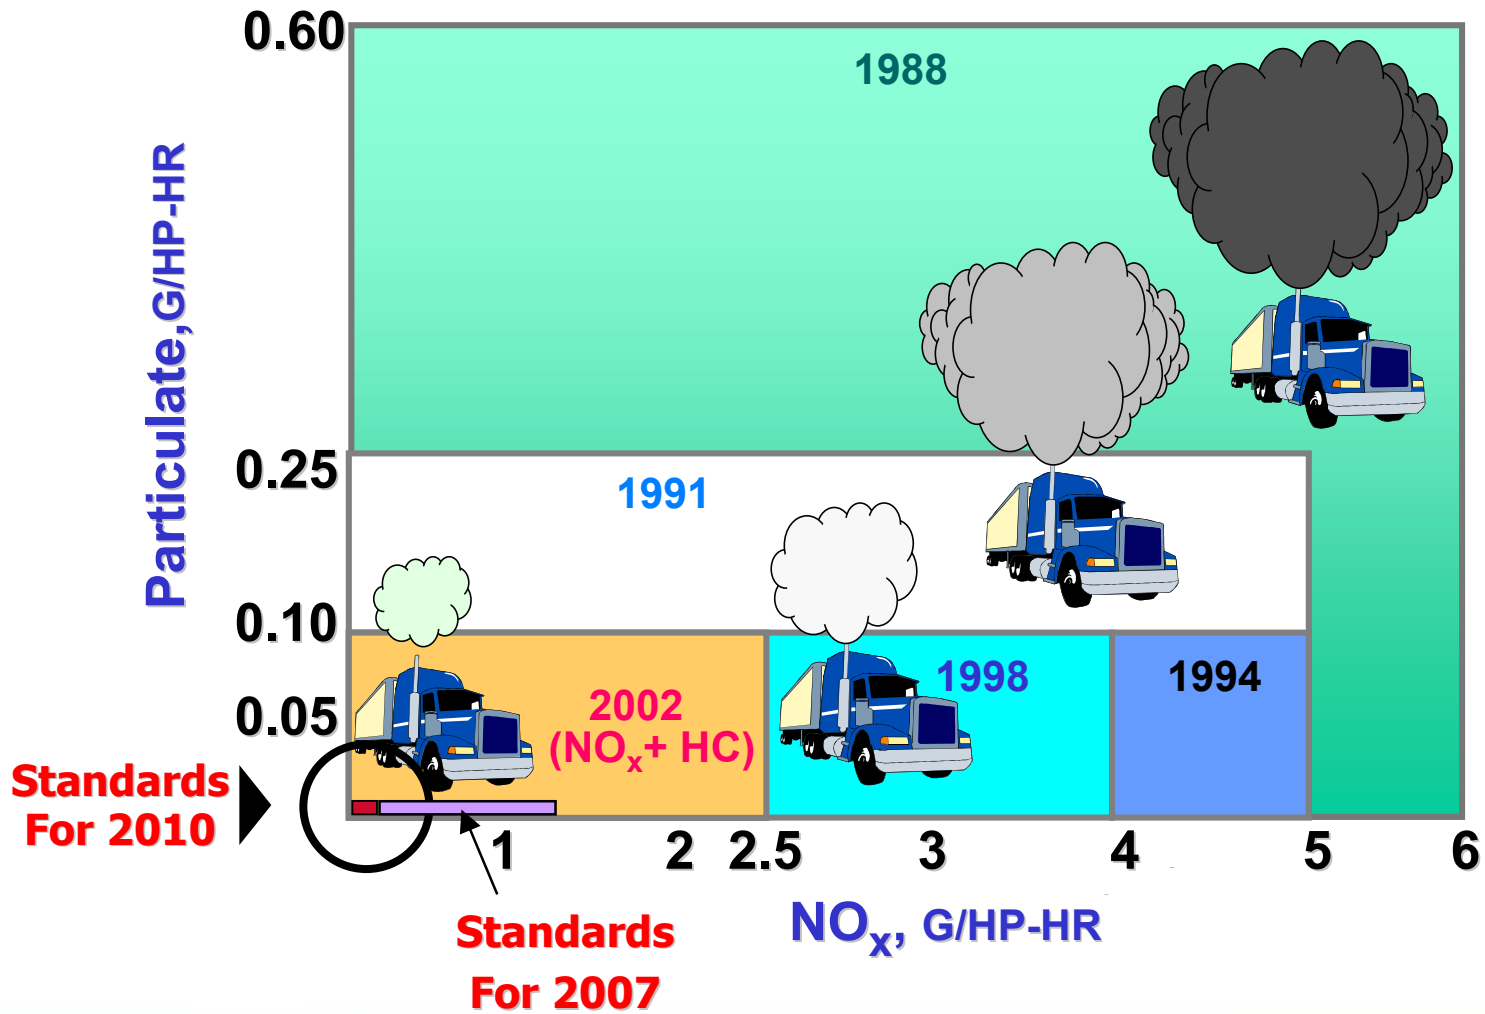 0.60
1988
Particulate,G/HP-HR
0.25
1991
0.10
1998
1994
2002
(NOx+ HC)
0.05
Standards
For 2010
1
2
2.5
3
4
5
6
NOx, G/HP-HR
Standards
For 2007